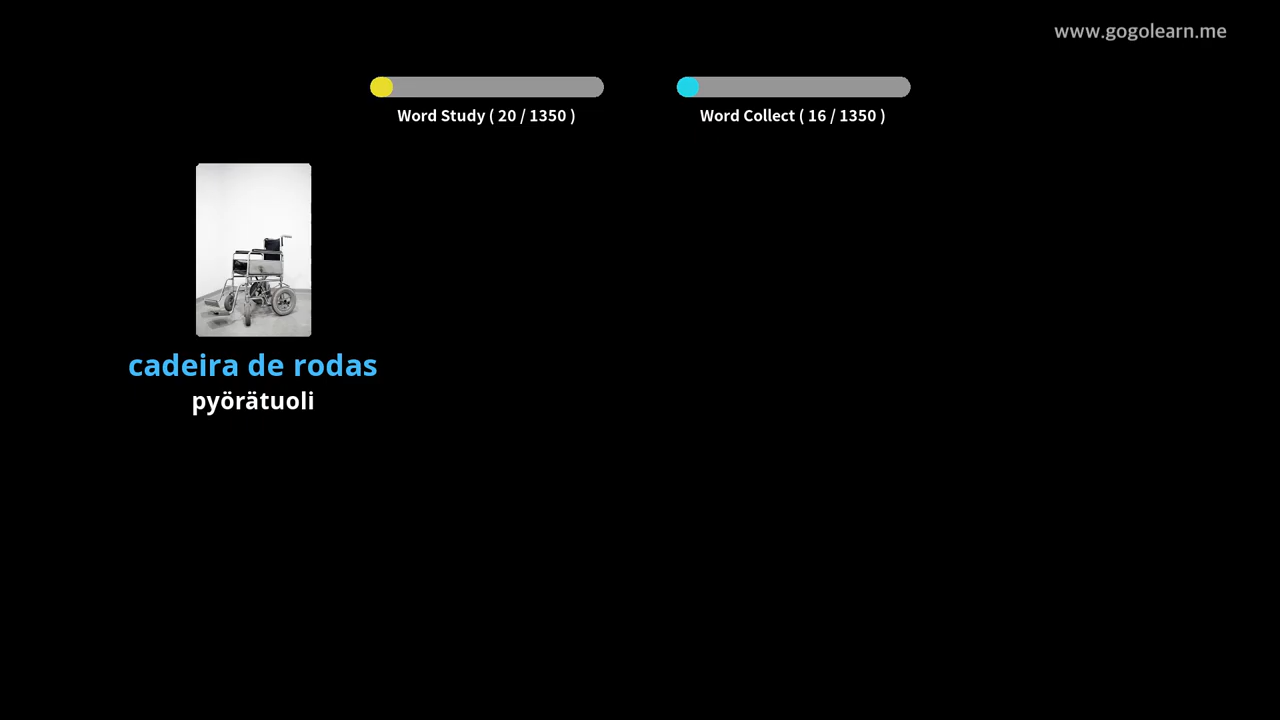 www.gogolearn.me
Word Study ( 20 / 1350 )
Word Collect ( 16 / 1350 )
cadeira de rodas
pyörätuoli